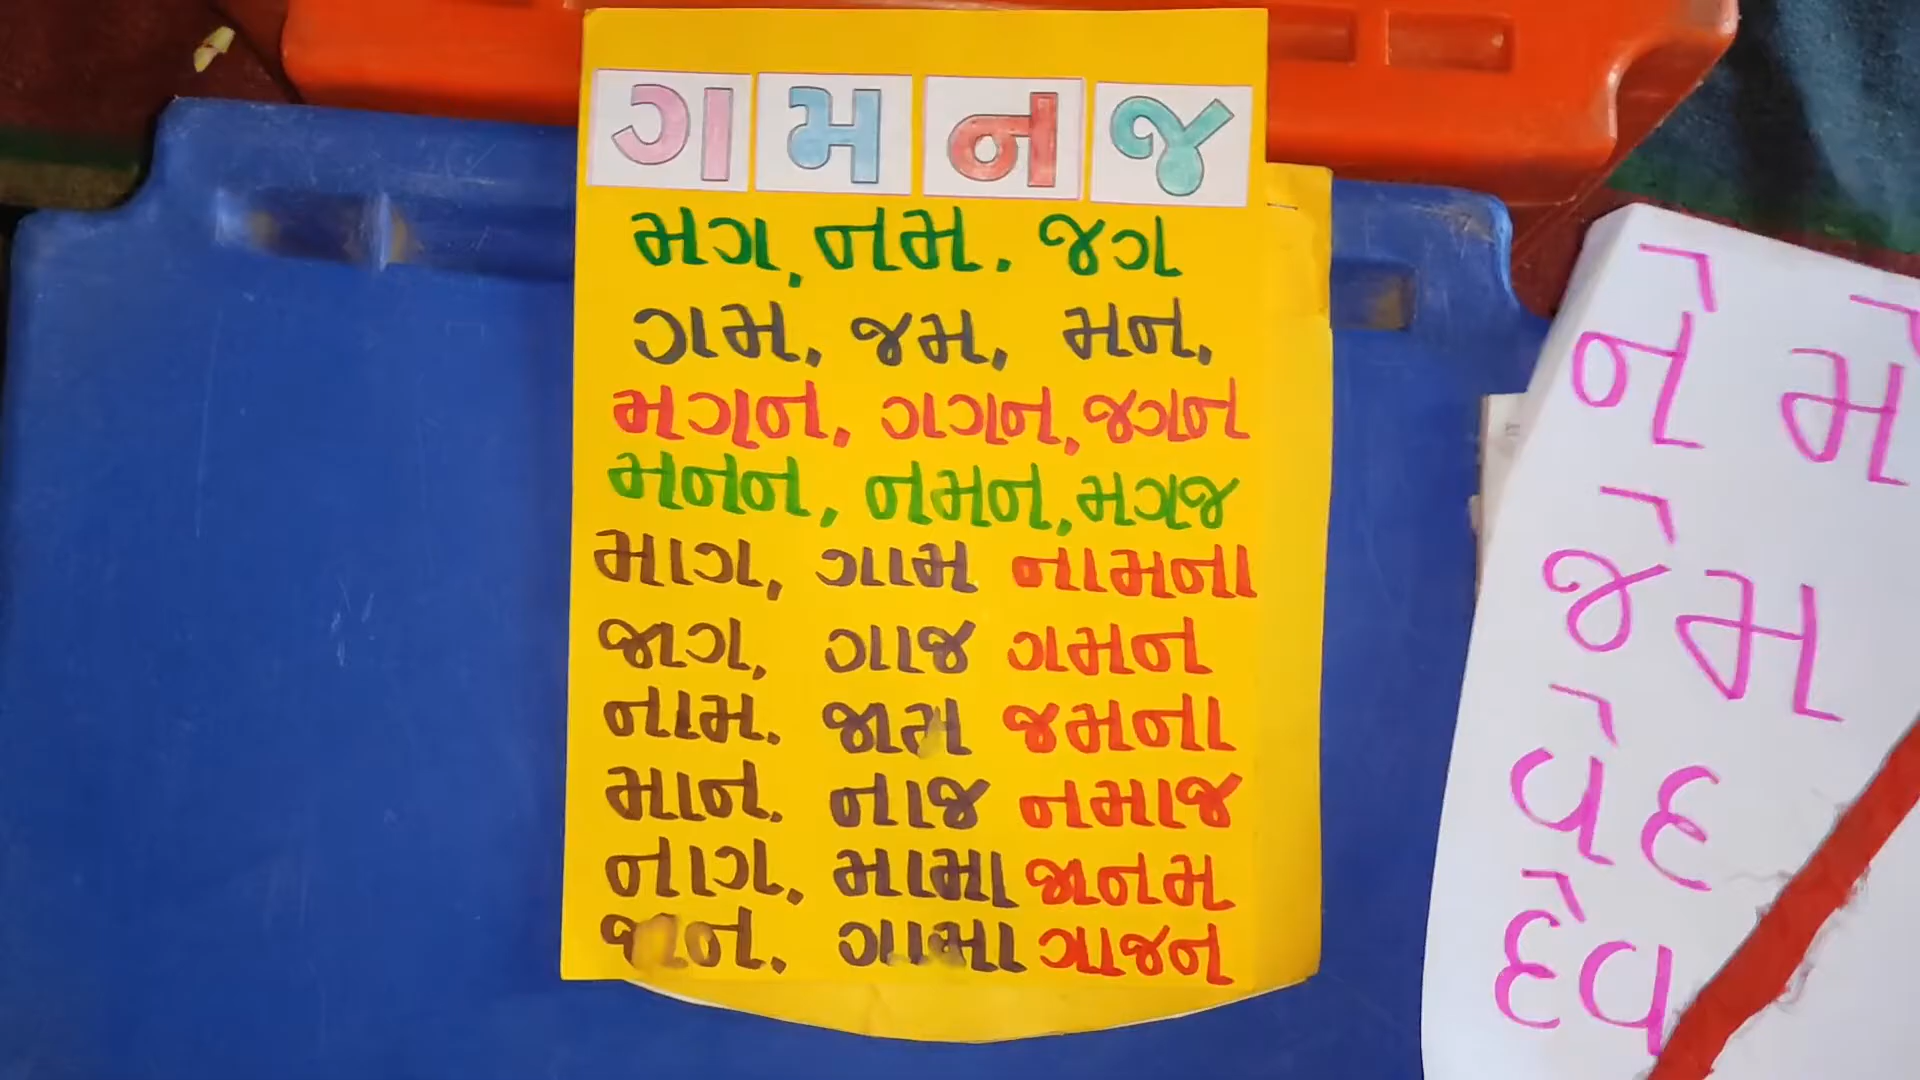 ગ મ ન જ
મગ, નમ. જગ
ગમ, જમ, મન.
મગન, ગગન, જગન
મનન, નમન, મગજ
માગ, ગામ નામના
જાગ, ગાજ ગમન
નામ. જામ જમના
માન. નાજ નમાજ
નાગ, મામા જાનમ
જાન. ગામા ગાજન
ને મે
જેમ
વેદ
દેવ